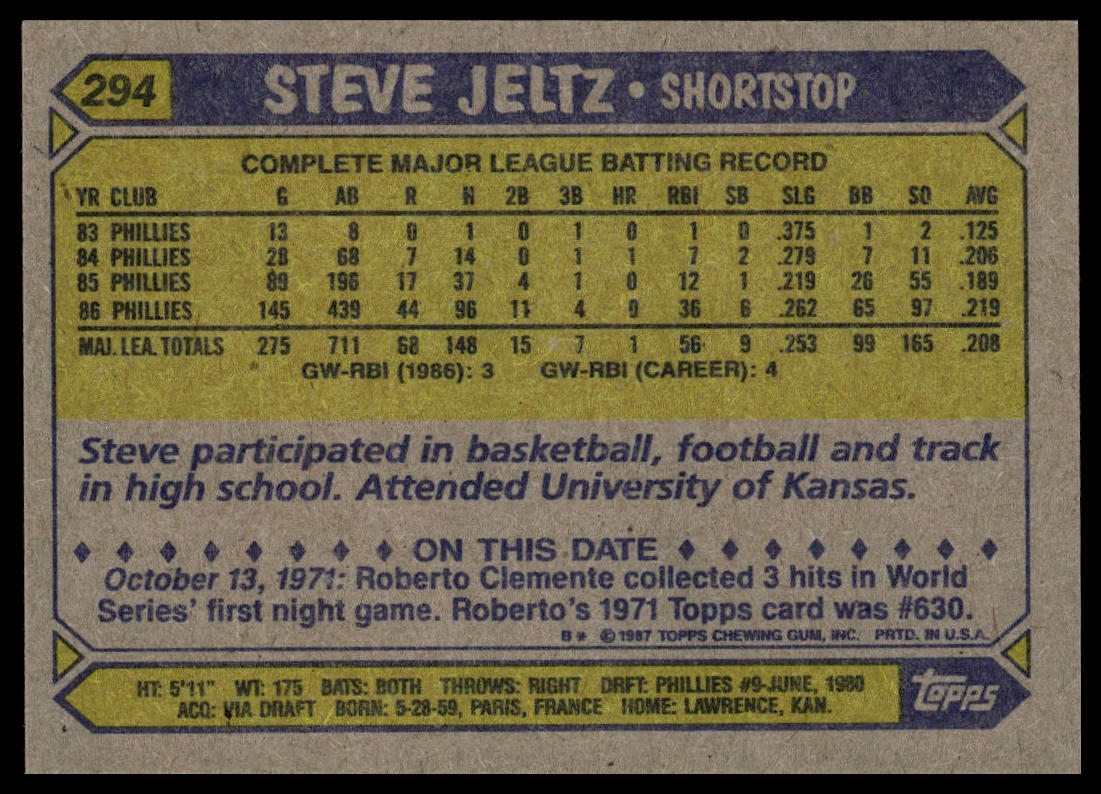 294 STEVE JELTZ • SHORTSTOP
COMPLETE MAJOR LEAGUE BATTING RECORD
YR CLUB G AB R H 2B 3B HR RBI SB SLG BB SO AVG
83 PHILLIES 13 8 0 1 0 1 0 1 0 .375 1 2 .125
84 PHILLIES 28 68 7 14 0 1 1 7 2 .279 7 11 .206
85 PHILLIES 89 196 17 37 4 1 0 12 1 .219 26 55 .189
86 PHILLIES 145 439 44 96 11 4 0 36 6 .262 65 97 .219
MAJ. LEA. TOTALS 275 711 68 148 15 7 1 56 9 .253 99 165 .208
GW-RBI (1986): 3 GW-RBI (CAREER): 4
Steve participated in basketball, football and track
in high school. Attended University of Kansas.
♦ ♦ ♦ ♦ ♦ ♦ ♦ ♦ ON THIS DATE ♦ ♦ ♦ ♦ ♦ ♦ ♦ ♦
October 13, 1971: Roberto Clemente collected 3 hits in World
Series' first night game. Roberto's 1971 Topps card was #630.
B* © 1987 TOPPS CHEWING GUM, INC. PRTD. IN U.S.A.
HT: 5'11" WT: 175 BATS: BOTH THROWS: RIGHT DRFT: PHILLIES #9-JUNE, 1980
ACQ: VIA DRAFT BORN: 5-28-59, PARIS, FRANCE HOME: LAWRENCE, KAN.
topps